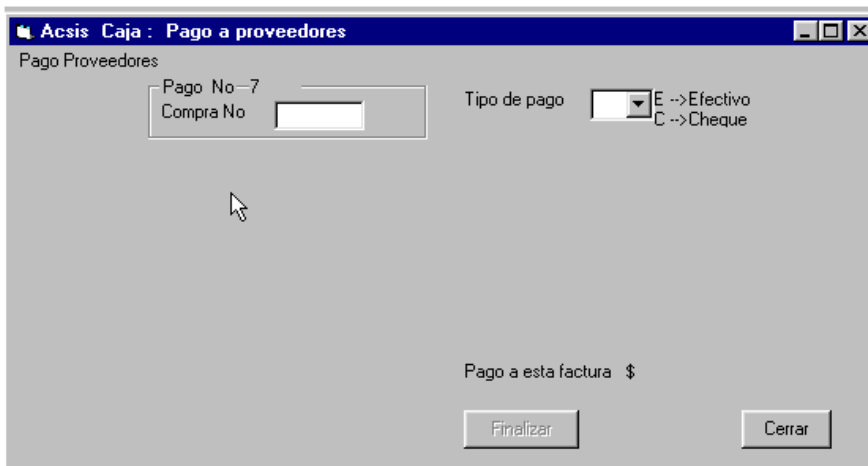 Acsis Caja : Pago a proveedores
Pago Proveedores
Pago No 7
Compra No
Tipo de pago
E -->Efectivo
C -->Cheque
Pago a esta factura $
Finalizar
Cerrar